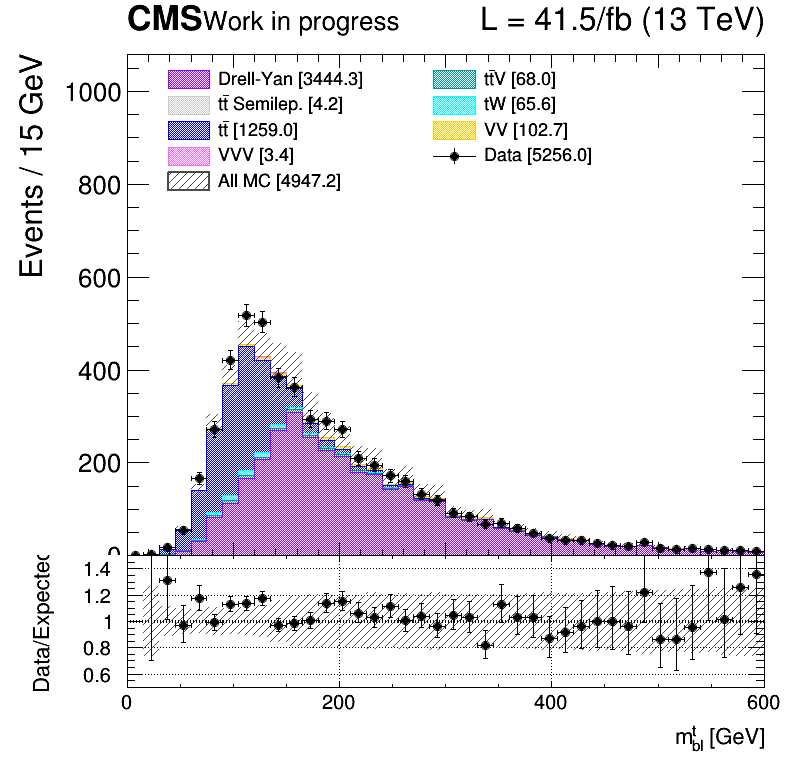 CMS Work in progress L = 41.5/fb (13 TeV)
Events / 15 GeV
1000
800
600
400
200
0
Drell-Yan [3444.3]
tt̄ Semilep. [4.2]
tt̄ [1259.0]
VVV [3.4]
All MC [4947.2]
tt̄V [68.0]
tW [65.6]
VV [102.7]
Data [5256.0]
Data/Expected
1.4
1.2
1
0.8
0.6
0 200 400 600
m_bl^t [GeV]